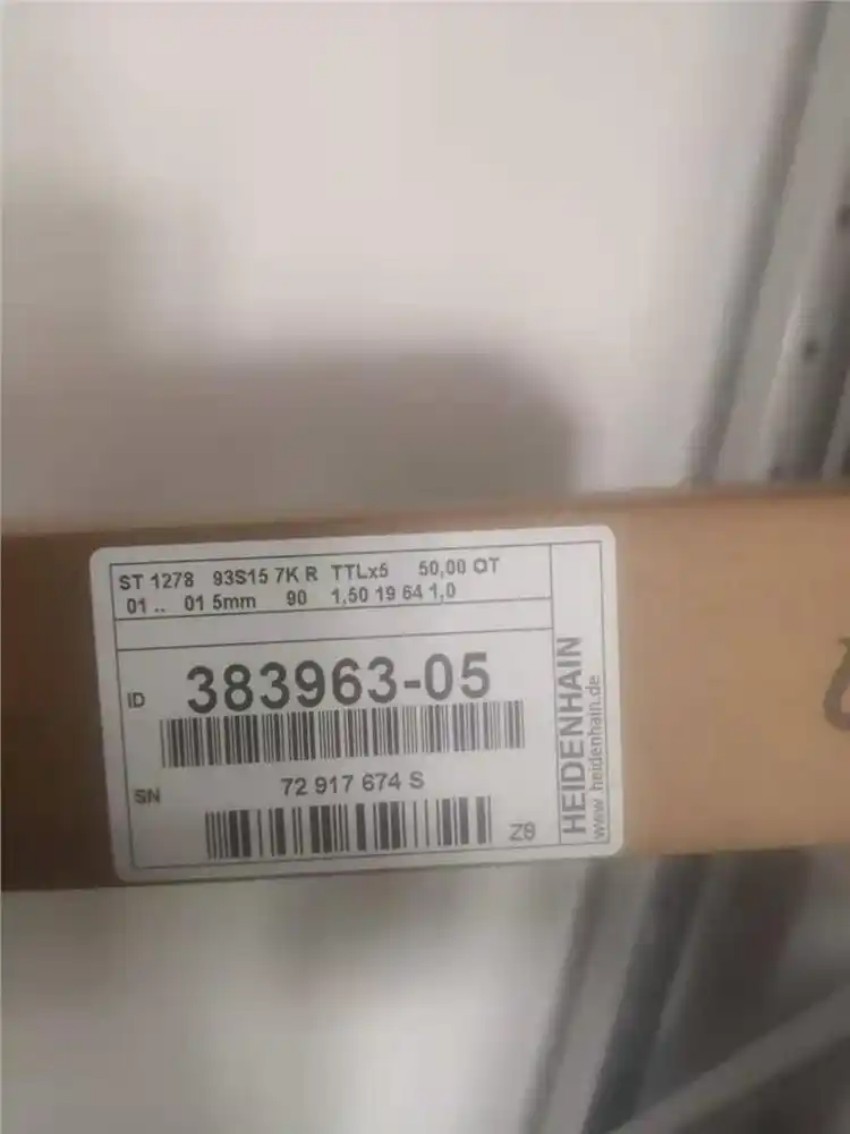 ST 1278 93S15 7K R TTLx5 50,00 OT
01 .. 01 5mm 90 1,50 19 64 1,0
ID 383963-05
SN 72 917 674 S
Z8
HEIDENHAIN
www.heidenhain.de